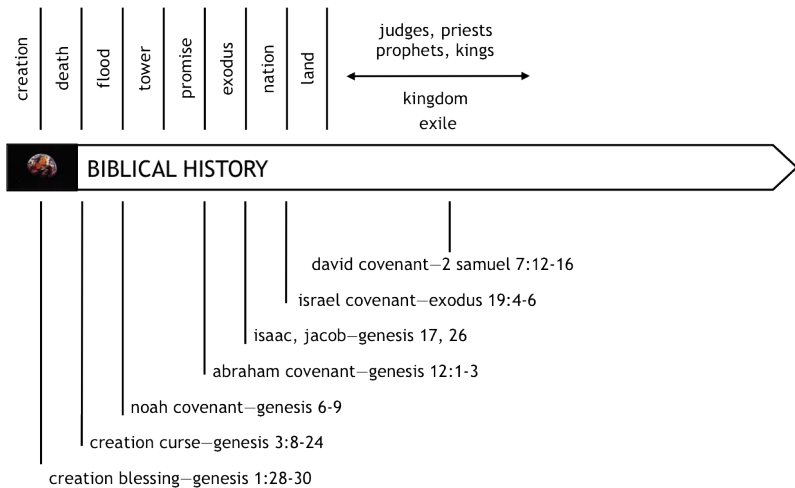 creation
death
flood
tower
promise
exodus
nation
land
judges, priests
prophets, kings
kingdom
exile
BIBLICAL HISTORY
david covenant—2 samuel 7:12-16
israel covenant—exodus 19:4-6
isaac, jacob—genesis 17, 26
abraham covenant—genesis 12:1-3
noah covenant—genesis 6-9
creation curse—genesis 3:8-24
creation blessing—genesis 1:28-30